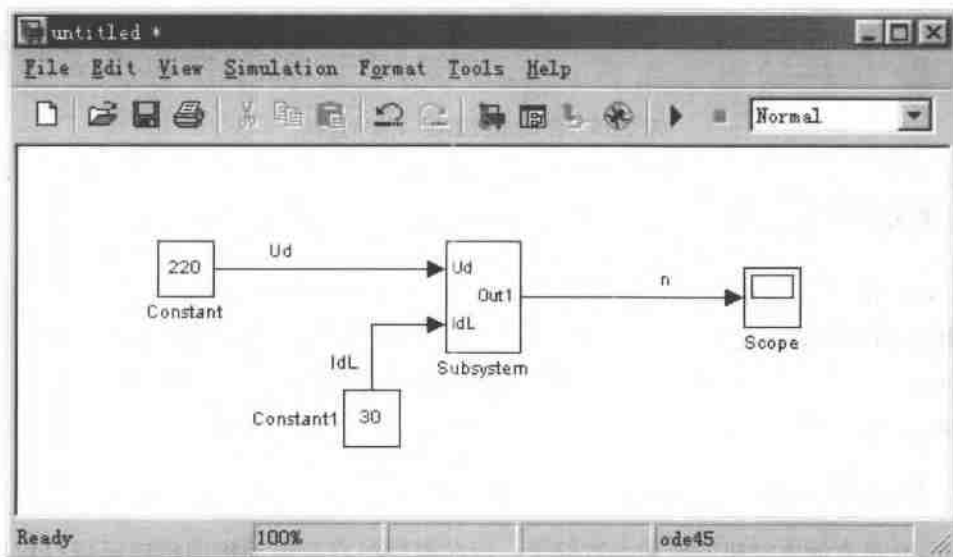 untitled *
File Edit View Simulation Format Tools Help
Normal
Ud
220
Constant
Ud
Out1
IdL
Subsystem
n
Scope
IdL
Constant1
30
Ready 100% ode45